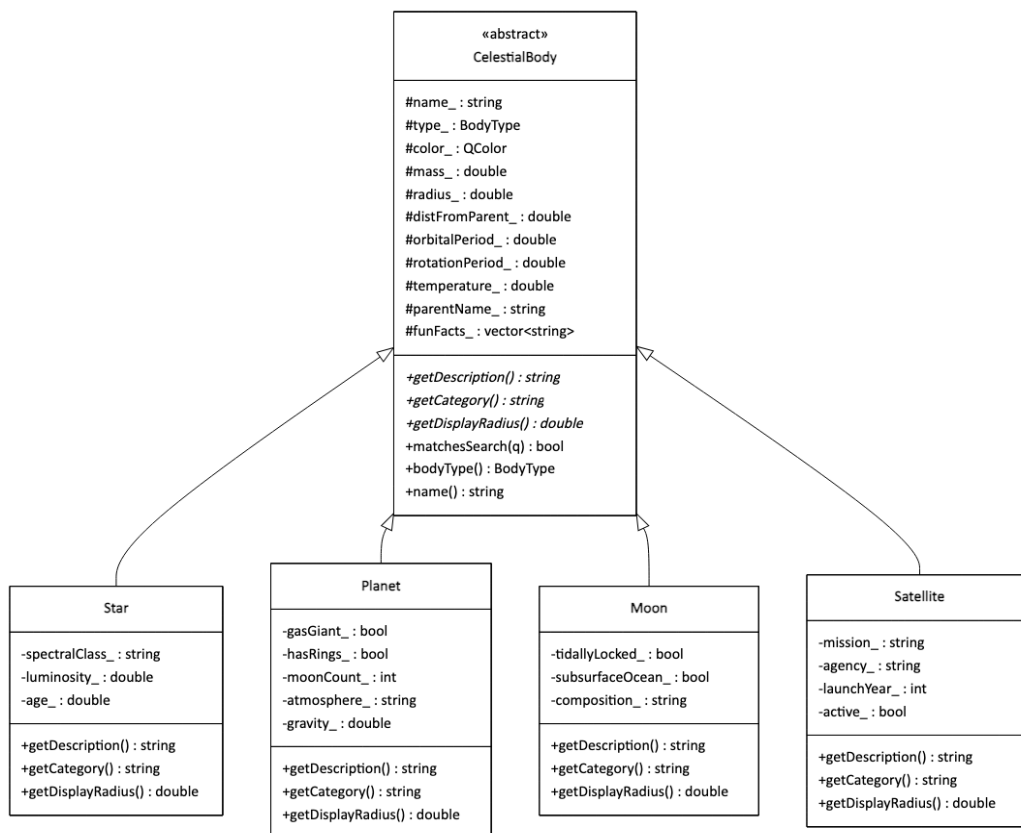 «abstract»
CelestialBody
#name_ : string
#type_ : BodyType
#color_ : QColor
#mass_ : double
#radius_ : double
#distFromParent_ : double
#orbitalPeriod_ : double
#rotationPeriod_ : double
#temperature_ : double
#parentName_ : string
#funFacts_ : vector<string>
+getDescription() : string
+getCategory() : string
+getDisplayRadius() : double
+matchesSearch(q) : bool
+bodyType() : BodyType
+name() : string
Star
-spectralClass_ : string
-luminosity_ : double
-age_ : double
+getDescription() : string
+getCategory() : string
+getDisplayRadius() : double
Planet
-gasGiant_ : bool
-hasRings_ : bool
-moonCount_ : int
-atmosphere_ : string
-gravity_ : double
+getDescription() : string
+getCategory() : string
+getDisplayRadius() : double
Moon
-tidallyLocked_ : bool
-subsurfaceOcean_ : bool
-composition_ : string
+getDescription() : string
+getCategory() : string
+getDisplayRadius() : double
Satellite
-mission_ : string
-agency_ : string
-launchYear_ : int
-active_ : bool
+getDescription() : string
+getCategory() : string
+getDisplayRadius() : double